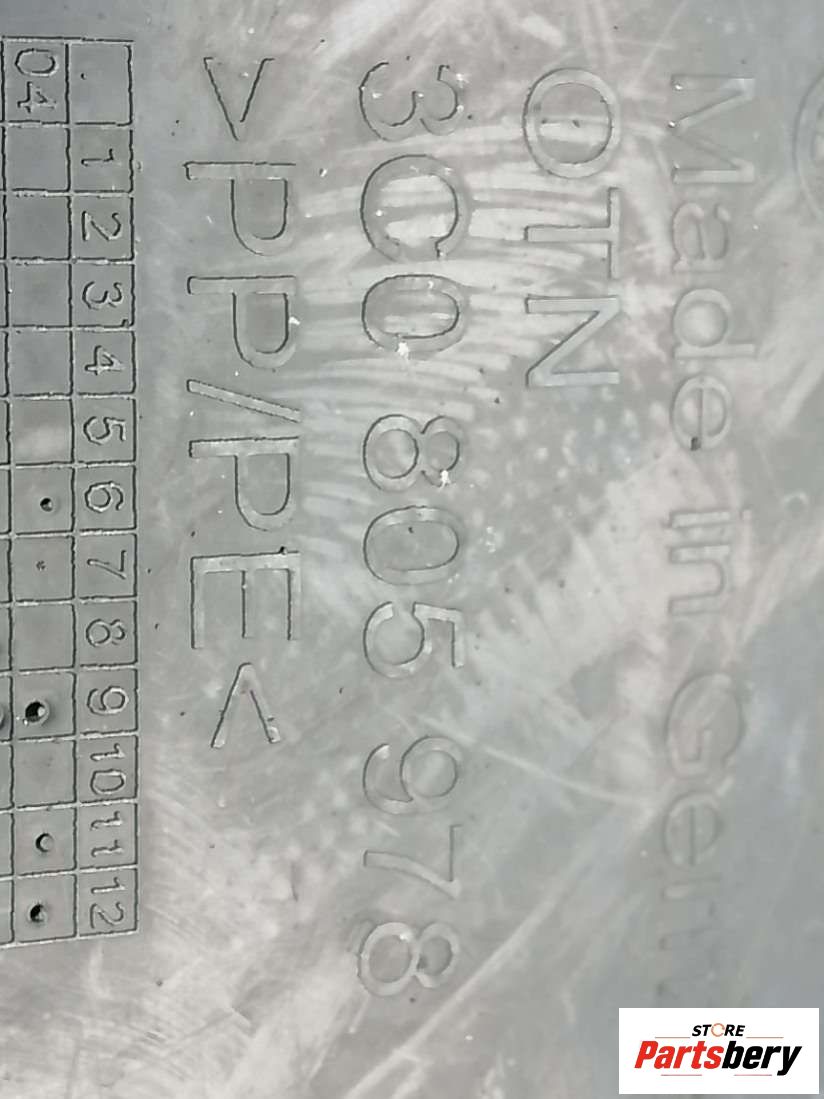 Made in Germ
OTN
3C0 805 978
>PP/PE<
1 2 3 4 5 6 7 8 9 10 11 12
04
STORE
Partsbery